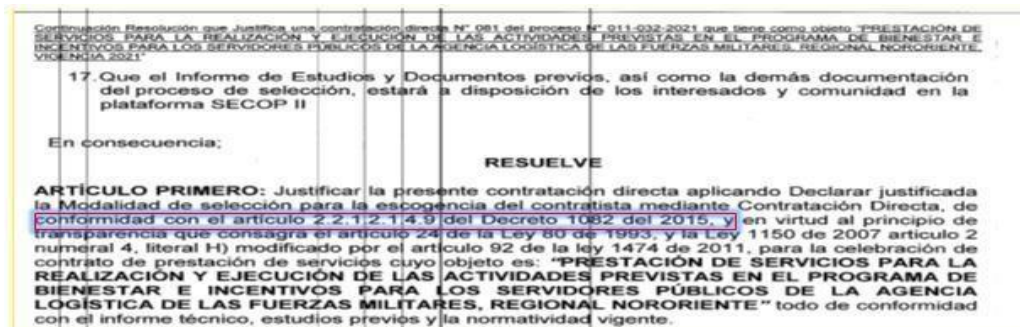 Continuación Resolución que Justifica una contratación directa N° 081 del proceso N° 011-032-2021 que tiene como objeto "PRESTACIÓN DE
SERVICIOS PARA LA REALIZACIÓN Y EJECUCIÓN DE LAS ACTIVIDADES PREVISTAS EN EL PROGRAMA DE BIENESTAR E
INCENTIVOS PARA LOS SERVIDORES PÚBLICOS DE LA AGENCIA LOGÍSTICA DE LAS FUERZAS MILITARES, REGIONAL NORORIENTE,
VIGENCIA 2021"
17. Que el Informe de Estudios y Documentos previos, así como la demás documentación
del proceso de selección, estará a disposición de los interesados y comunidad en la
plataforma SECOP II
En consecuencia;
RESUELVE
ARTÍCULO PRIMERO: Justificar la presente contratación directa aplicando Declarar justificada
la Modalidad de selección para la escogencia del contratista mediante Contratación Directa, de
conformidad con el artículo 2.2.1.2.1.4.9 del Decreto 1082 del 2015, y en virtud al principio de
transparencia que consagra el artículo 24 de la Ley 80 de 1993, y la Ley 1150 de 2007 articulo 2
numeral 4, literal H) modificado por el artículo 92 de la ley 1474 de 2011, para la celebración de
contrato de prestación de servicios cuyo objeto es: "PRESTACIÓN DE SERVICIOS PARA LA
REALIZACIÓN Y EJECUCIÓN DE LAS ACTIVIDADES PREVISTAS EN EL PROGRAMA DE
BIENESTAR E INCENTIVOS PARA LOS SERVIDORES PÚBLICOS DE LA AGENCIA
LOGÍSTICA DE LAS FUERZAS MILITARES, REGIONAL NORORIENTE" todo de conformidad
con el informe técnico, estudios previos y la normatividad vigente.